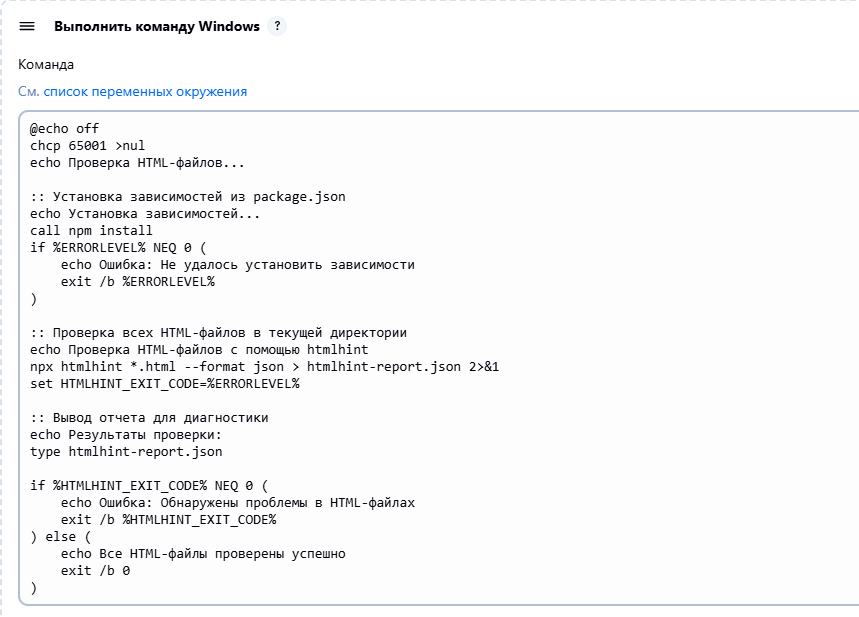 Выполнить команду Windows ?
Команда
См. список переменных окружения
@echo off
chcp 65001 >nul
echo Проверка HTML-файлов...

:: Установка зависимостей из package.json
echo Установка зависимостей...
call npm install
if %ERRORLEVEL% NEQ 0 (
    echo Ошибка: Не удалось установить зависимости
    exit /b %ERRORLEVEL%
)

:: Проверка всех HTML-файлов в текущей директории
echo Проверка HTML-файлов с помощью htmlhint
npx htmlhint *.html --format json > htmlhint-report.json 2>&1
set HTMLHINT_EXIT_CODE=%ERRORLEVEL%

:: Вывод отчета для диагностики
echo Результаты проверки:
type htmlhint-report.json

if %HTMLHINT_EXIT_CODE% NEQ 0 (
    echo Ошибка: Обнаружены проблемы в HTML-файлах
    exit /b %HTMLHINT_EXIT_CODE%
) else (
    echo Все HTML-файлы проверены успешно
    exit /b 0
)